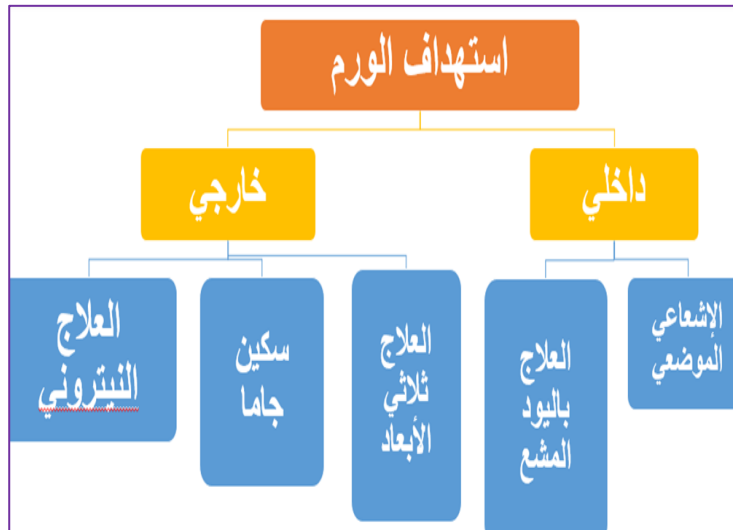 استهداف الورم
داخلي
خارجي
الإشعاعي
الموضعي
العلاج
باليود
المشع
العلاج
ثلاثي
الأبعاد
سكين
جاما
العلاج
النيتروني